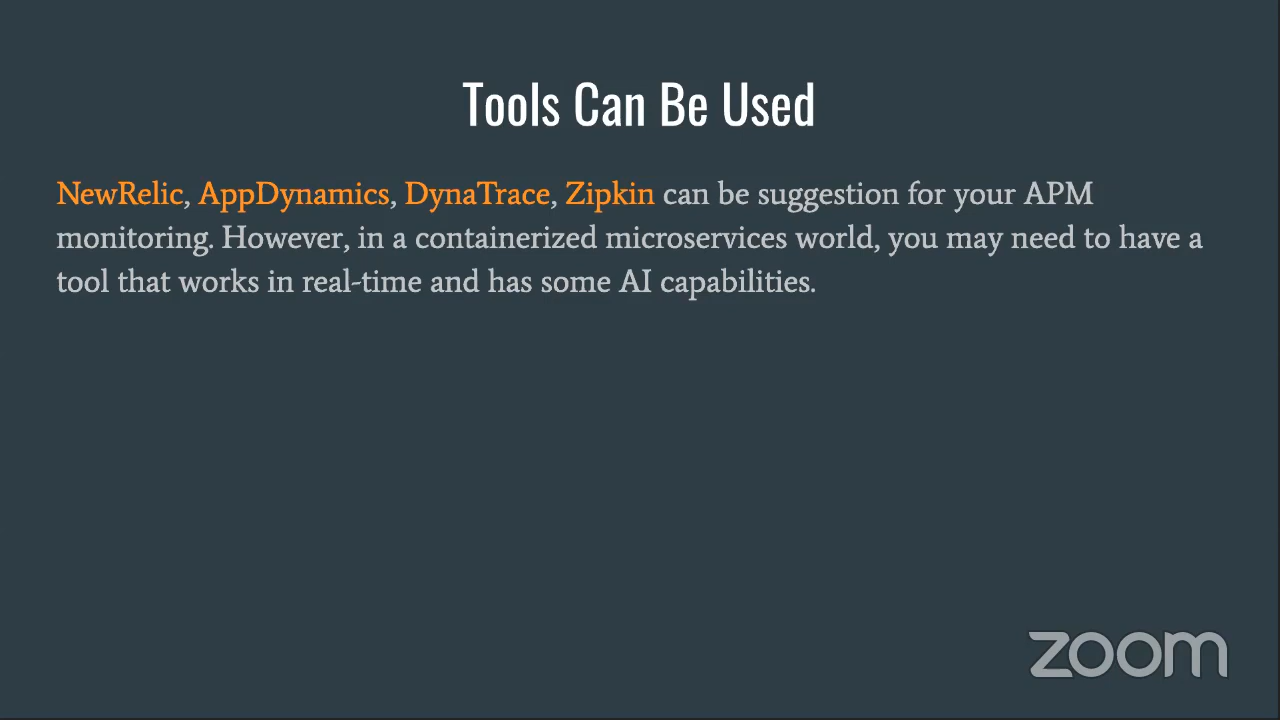 Tools Can Be Used
NewRelic, AppDynamics, DynaTrace, Zipkin can be suggestion for your APM
monitoring. However, in a containerized microservices world, you may need to have a
tool that works in real-time and has some AI capabilities.
zoom